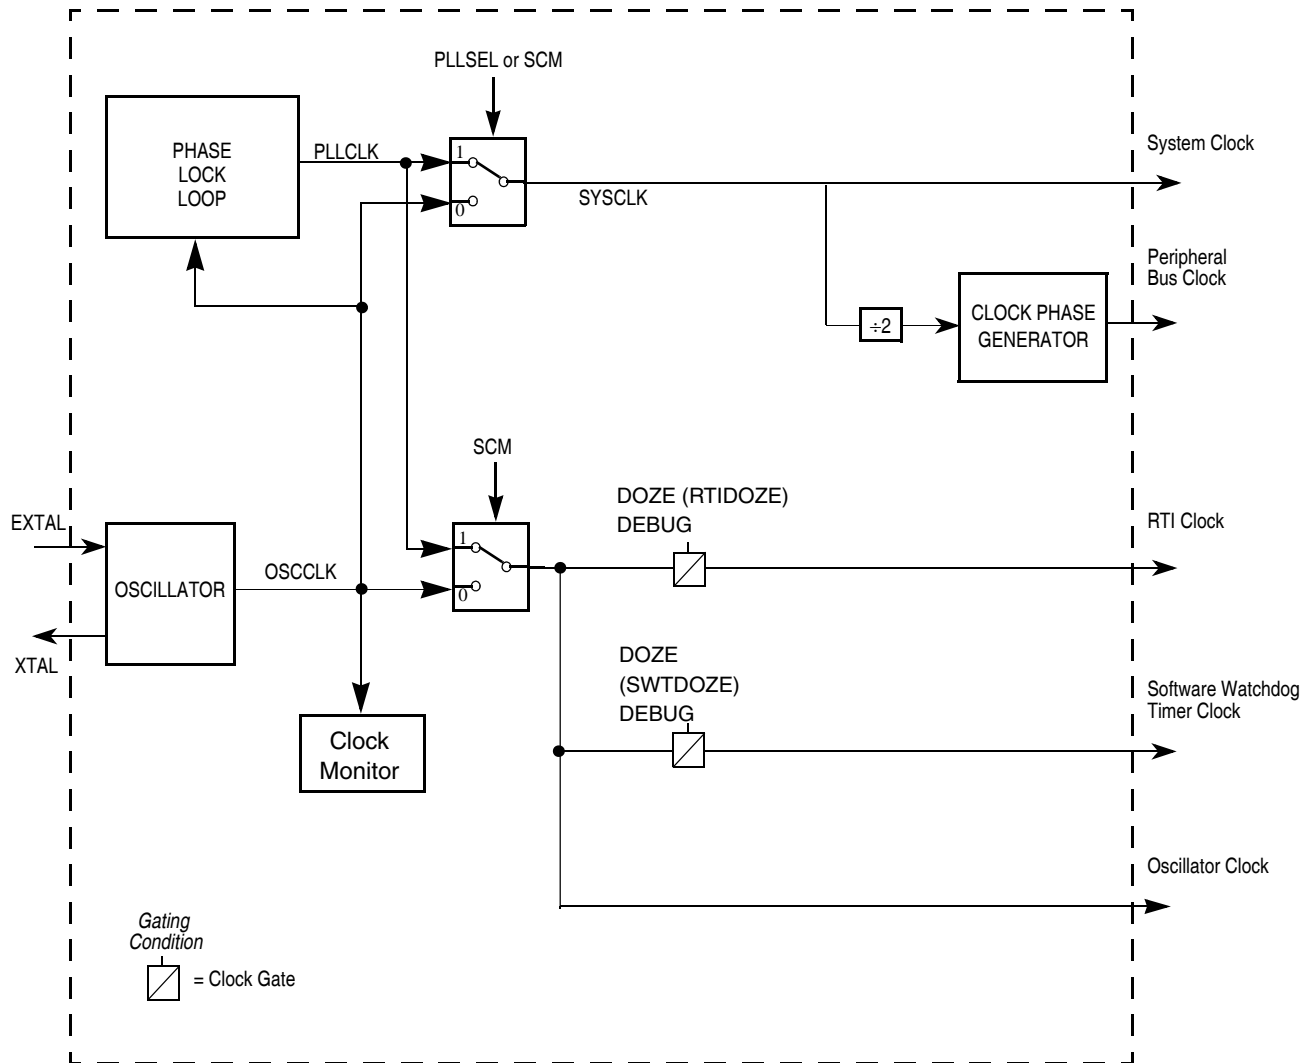 PLLSEL or SCM
PHASE
LOCK
LOOP
PLLCLK
1
0
SYSCLK
System Clock
Peripheral
Bus Clock
÷2
CLOCK PHASE
GENERATOR
SCM
EXTAL
OSCILLATOR
XTAL
OSCCLK
1
0
DOZE (RTIDOZE)
DEBUG
RTI Clock
DOZE
(SWTDOZE)
DEBUG
Software Watchdog
Timer Clock
Clock
Monitor
Oscillator Clock
Gating
Condition
= Clock Gate